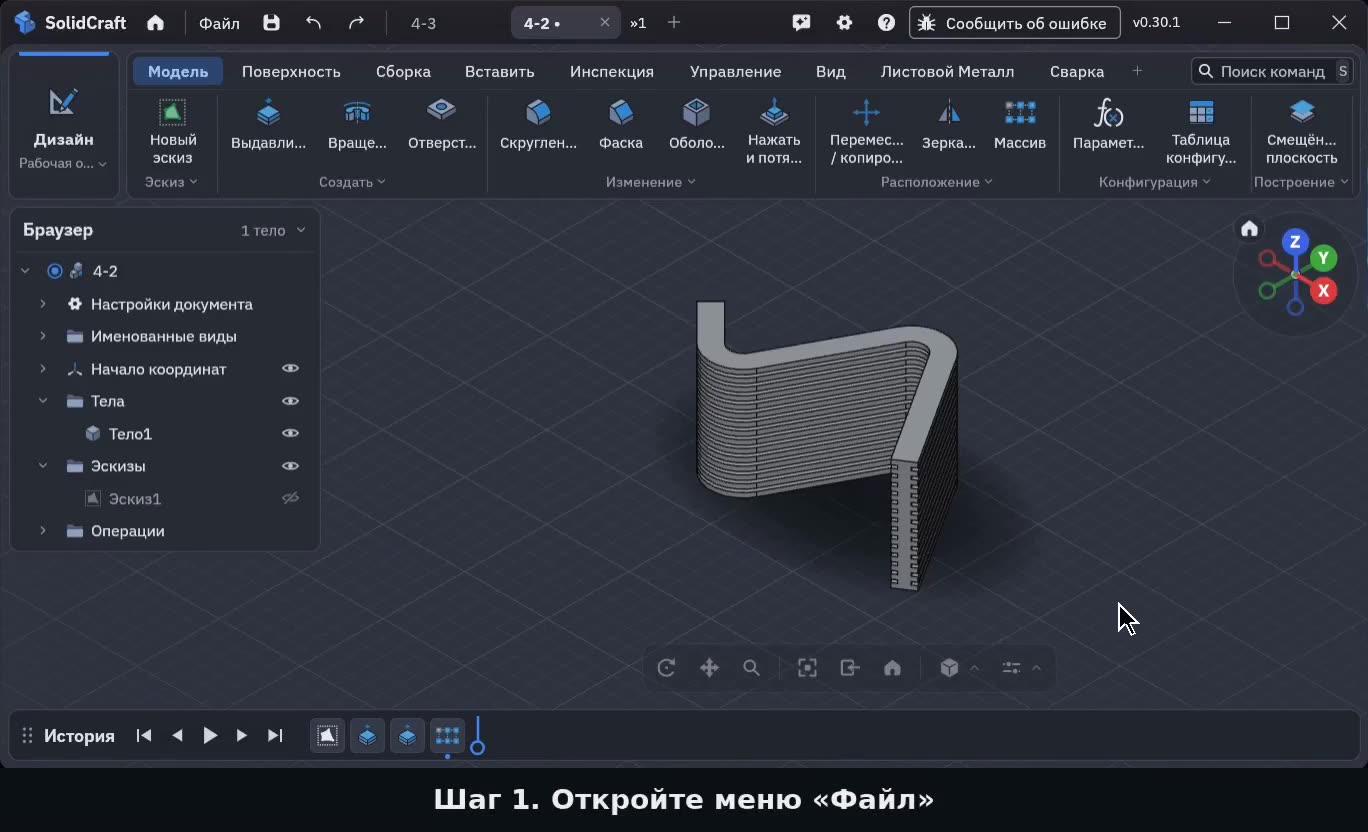 SolidCraft
Файл
4-3
4-2 •
»1
Сообщить об ошибке
v0.30.1
Дизайн
Рабочая о...
Модель
Поверхность
Сборка
Вставить
Инспекция
Управление
Вид
Листовой Металл
Сварка
Поиск команд
S
Новый эскиз
Эскиз
Выдавли...
Враще...
Отверст...
Создать
Скруглен...
Фаска
Оболо...
Нажать и потя...
Изменение
Перемес... / копиро...
Зерка...
Массив
Расположение
Парамет...
Таблица конфигу...
Конфигурация
Смещён... плоскость
Построение
Браузер
1 тело
4-2
Настройки документа
Именованные виды
Начало координат
Тела
Тело1
Эскизы
Эскиз1
Операции
Z
Y
X
История
Шаг 1. Откройте меню «Файл»